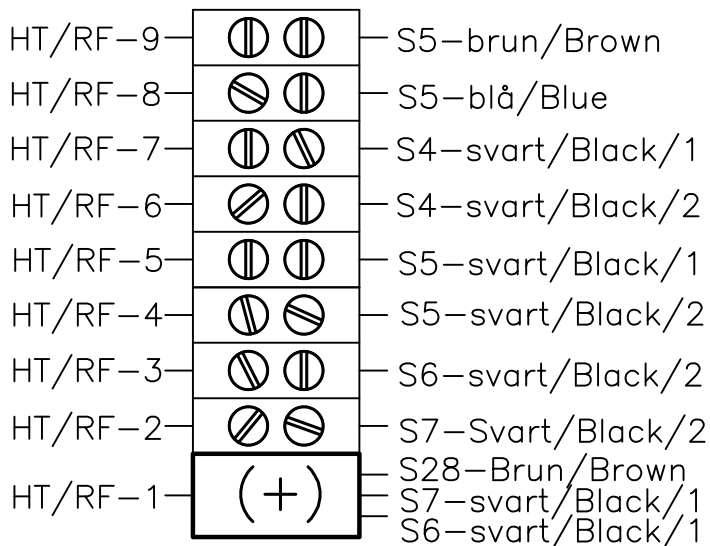 HT/RF-9 S5-brun/Brown
HT/RF-8 S5-blå/Blue
HT/RF-7 S4-svart/Black/1
HT/RF-6 S4-svart/Black/2
HT/RF-5 S5-svart/Black/1
HT/RF-4 S5-svart/Black/2
HT/RF-3 S6-svart/Black/2
HT/RF-2 S7-Svart/Black/2
S28-Brun/Brown
HT/RF-1 (+) S7-svart/Black/1
S6-svart/Black/1